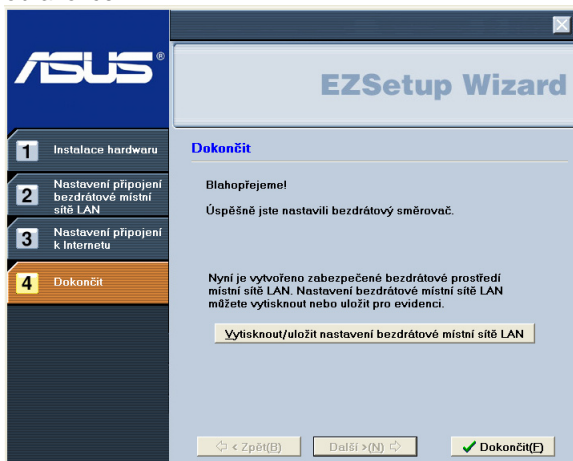 ASUS®
EZSetup Wizard
1 Instalace hardwaru
2 Nastavení připojení
bezdrátové místní
sítě LAN
3 Nastavení připojení
k Internetu
4 Dokončit
Dokončit
Blahopřejeme!
Úspěšně jste nastavili bezdrátový směrovač.
Nyní je vytvořeno zabezpečené bezdrátové prostředí
místní sítě LAN. Nastavení bezdrátové místní sítě LAN
můžete vytisknout nebo uložit pro evidenci.
Vytisknout/uložit nastavení bezdrátové místní sítě LAN
< Zpět(B)
Další >(N)
Dokončit(F)